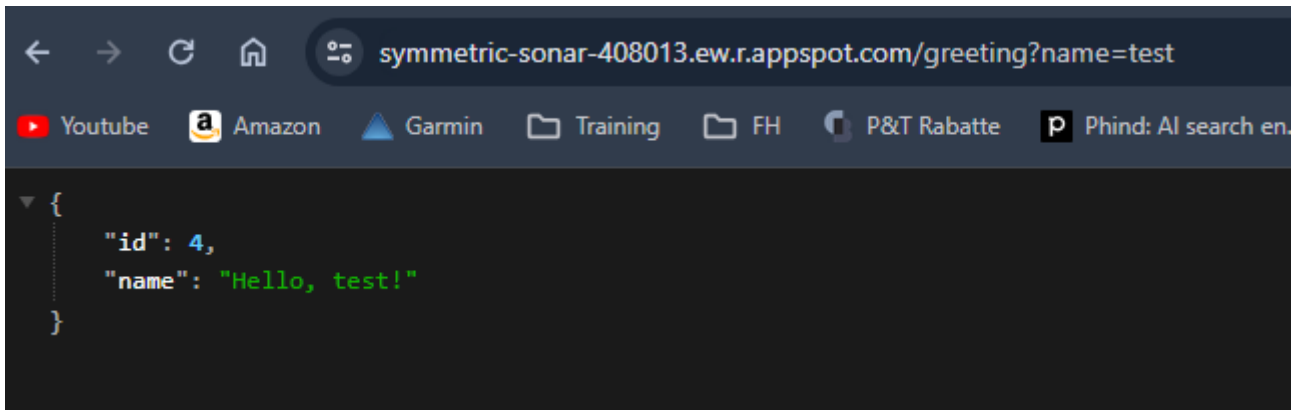 symmetric-sonar-408013.ew.r.appspot.com/greeting?name=test
Youtube Amazon Garmin Training FH P&T Rabatte Phind: AI search en.
{
"id": 4,
"name": "Hello, test!"
}